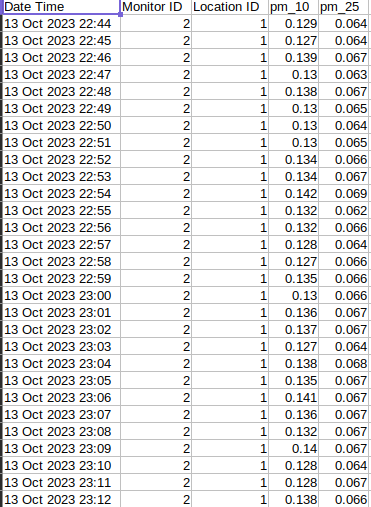 Date Time Monitor ID Location ID pm_10 pm_25
13 Oct 2023 22:44 2 1 0.129 0.064
13 Oct 2023 22:45 2 1 0.127 0.064
13 Oct 2023 22:46 2 1 0.139 0.067
13 Oct 2023 22:47 2 1 0.13 0.063
13 Oct 2023 22:48 2 1 0.138 0.067
13 Oct 2023 22:49 2 1 0.13 0.065
13 Oct 2023 22:50 2 1 0.13 0.064
13 Oct 2023 22:51 2 1 0.13 0.065
13 Oct 2023 22:52 2 1 0.134 0.066
13 Oct 2023 22:53 2 1 0.134 0.067
13 Oct 2023 22:54 2 1 0.142 0.069
13 Oct 2023 22:55 2 1 0.132 0.062
13 Oct 2023 22:56 2 1 0.132 0.066
13 Oct 2023 22:57 2 1 0.128 0.064
13 Oct 2023 22:58 2 1 0.127 0.066
13 Oct 2023 22:59 2 1 0.135 0.066
13 Oct 2023 23:00 2 1 0.13 0.066
13 Oct 2023 23:01 2 1 0.136 0.067
13 Oct 2023 23:02 2 1 0.137 0.067
13 Oct 2023 23:03 2 1 0.127 0.064
13 Oct 2023 23:04 2 1 0.138 0.068
13 Oct 2023 23:05 2 1 0.135 0.067
13 Oct 2023 23:06 2 1 0.141 0.067
13 Oct 2023 23:07 2 1 0.136 0.067
13 Oct 2023 23:08 2 1 0.132 0.067
13 Oct 2023 23:09 2 1 0.14 0.067
13 Oct 2023 23:10 2 1 0.128 0.064
13 Oct 2023 23:11 2 1 0.128 0.067
13 Oct 2023 23:12 2 1 0.138 0.066